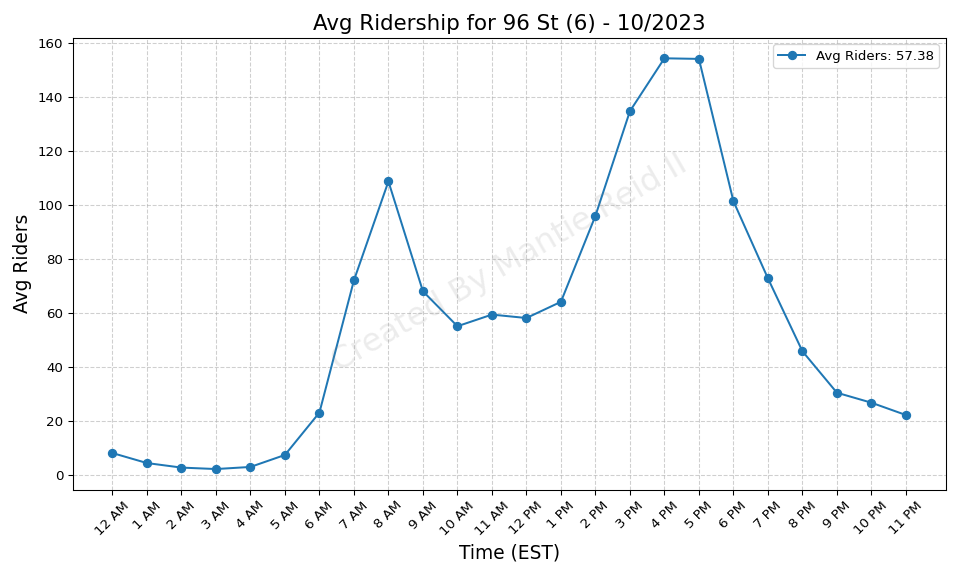 Avg Ridership for 96 St (6) - 10/2023
Avg Riders: 57.38
160
140
120
100
80
60
40
20
0
Avg Riders
12 AM 1 AM 2 AM 3 AM 4 AM 5 AM 6 AM 7 AM 8 AM 9 AM 10 AM 11 AM 12 PM 1 PM 2 PM 3 PM 4 PM 5 PM 6 PM 7 PM 8 PM 9 PM 10 PM 11 PM
Time (EST)
Created By Mantie Reid II